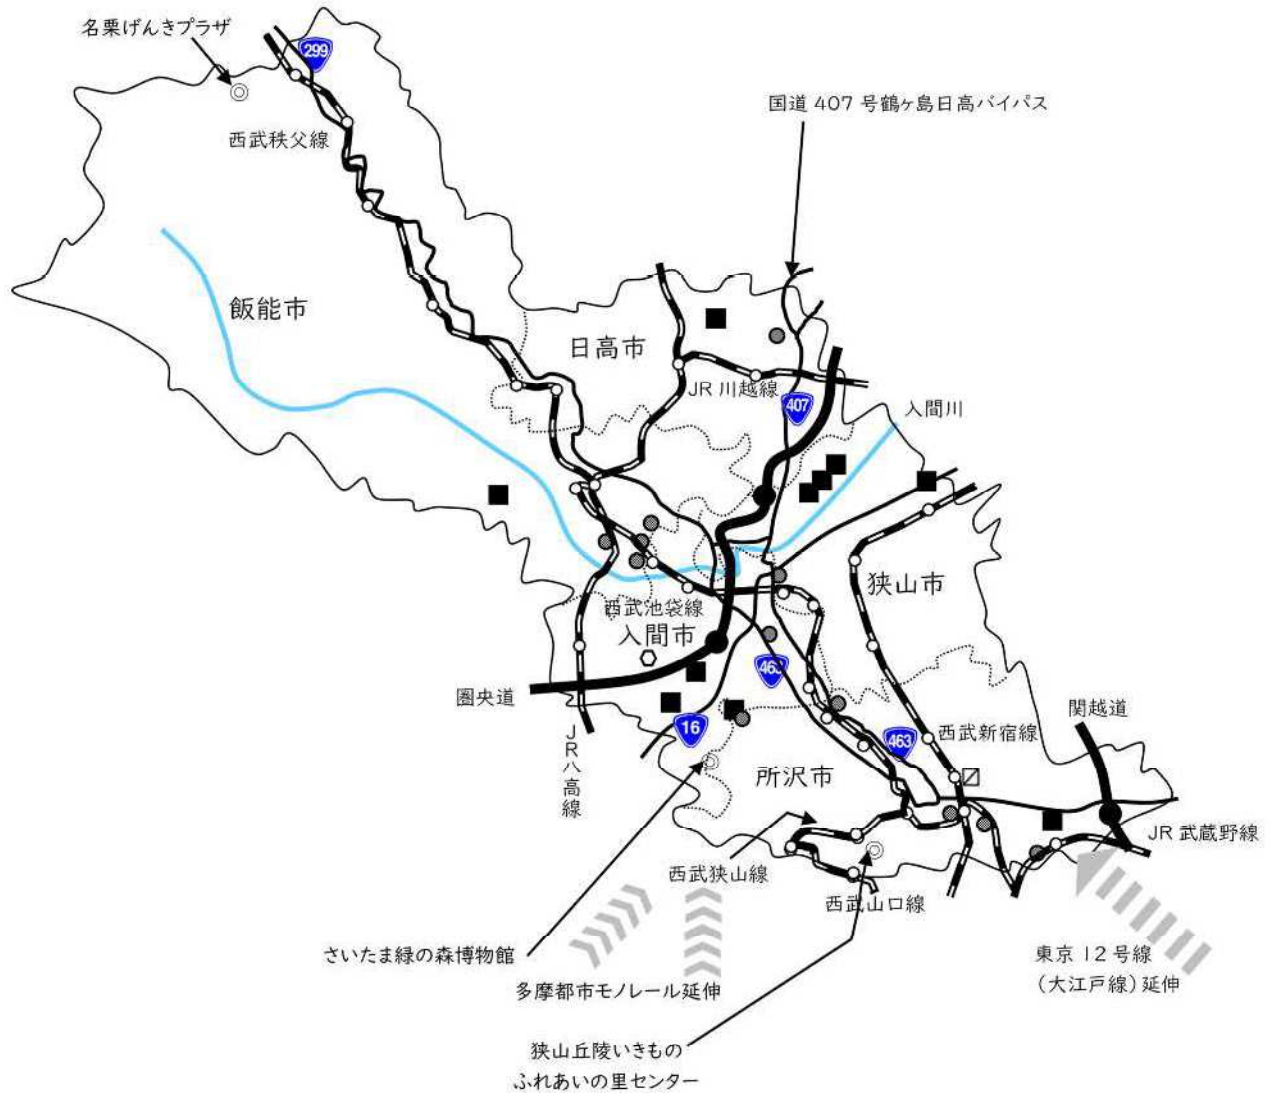 名栗げんきプラザ
299
国道 407 号鶴ヶ島日高バイパス
西武秩父線
飯能市
日高市
JR 川越線
407
入間川
狭山市
西武池袋線
入間市
463
圏央道
16
関越道
JR八高線
463
西武新宿線
所沢市
JR 武蔵野線
西武狭山線
西武山口線
さいたま緑の森博物館
東京 12 号線
（大江戸線）延伸
多摩都市モノレール延伸
狭山丘陵いきもの
ふれあいの里センター